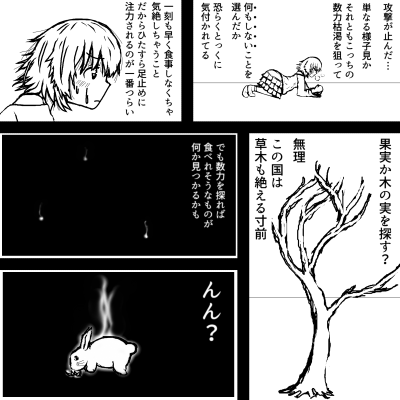 攻撃が止んだ…
単なる様子見か
それともこっちの
数力枯渇を狙って
何もしないことを
選んだか
恐らくとっくに
気付かれてる
一刻も早く食事しなくちゃ
気絶しちゃうこと
だからひたすら足止めに
注力されるのが一番つらい
果実か木の実を探す？
無理
この国は
草木も絶える寸前
でも数力を探れば
食べれそうなものが
何か見つかるかも
んん？